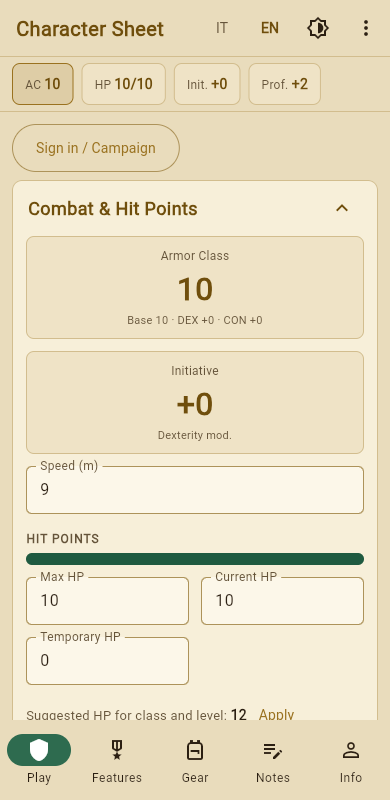 Character Sheet IT EN
AC 10 HP 10/10 Init. +0 Prof. +2
Sign in / Campaign
Combat & Hit Points
Armor Class
10
Base 10 · DEX +0 · CON +0
Initiative
+0
Dexterity mod.
Speed (m)
9
HIT POINTS
Max HP Current HP
10 10
Temporary HP
0
Suggested HP for class and level: 12 Apply
Play Features Gear Notes Info